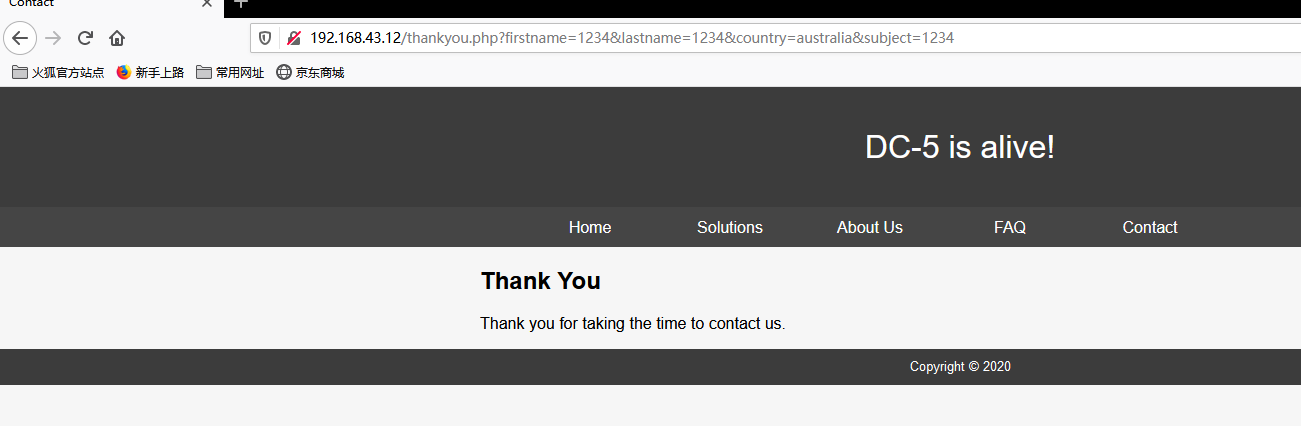 Contact
192.168.43.12/thankyou.php?firstname=1234&lastname=1234&country=australia&subject=1234
火狐官方站点 新手上路 常用网址 京东商城
DC-5 is alive!
Home Solutions About Us FAQ Contact
Thank You
Thank you for taking the time to contact us.
Copyright © 2020